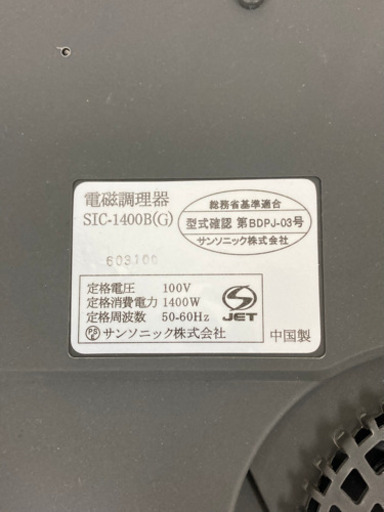 電磁調理器
SIC-1400B(G)
総務省基準適合
型式確認 第BDPJ-03号
サンソニック株式会社
603100
定格電圧 100V
定格消費電力 1400W
定格周波数 50-60Hz
PSE サンソニック株式会社
S
JET
中国製